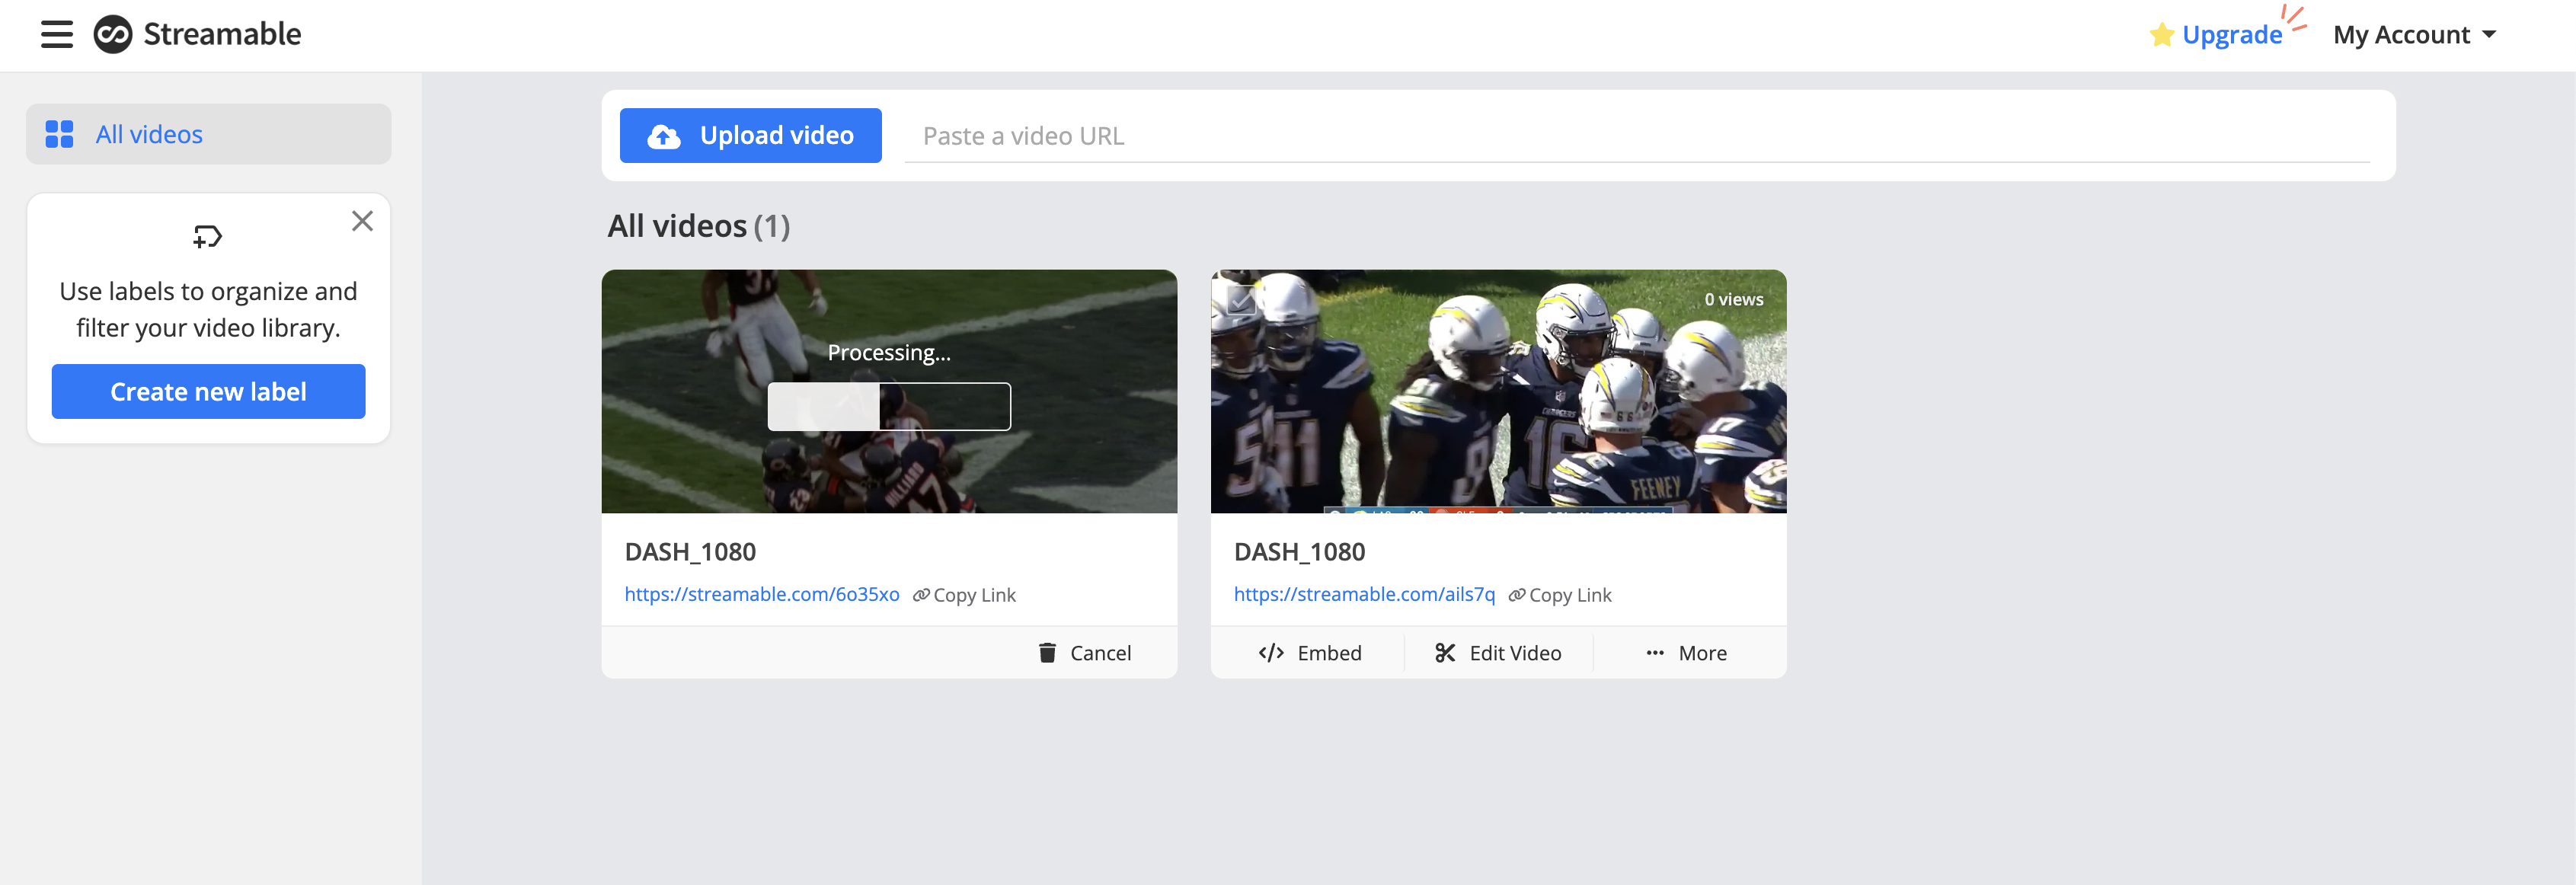 Streamable
Upgrade
My Account
All videos
Use labels to organize and
filter your video library.
Create new label
Upload video
Paste a video URL
All videos (1)
Processing...
DASH_1080
https://streamable.com/6o35xo
Copy Link
Cancel
0 views
FEENEY
DASH_1080
https://streamable.com/ails7q
Copy Link
Embed
Edit Video
More